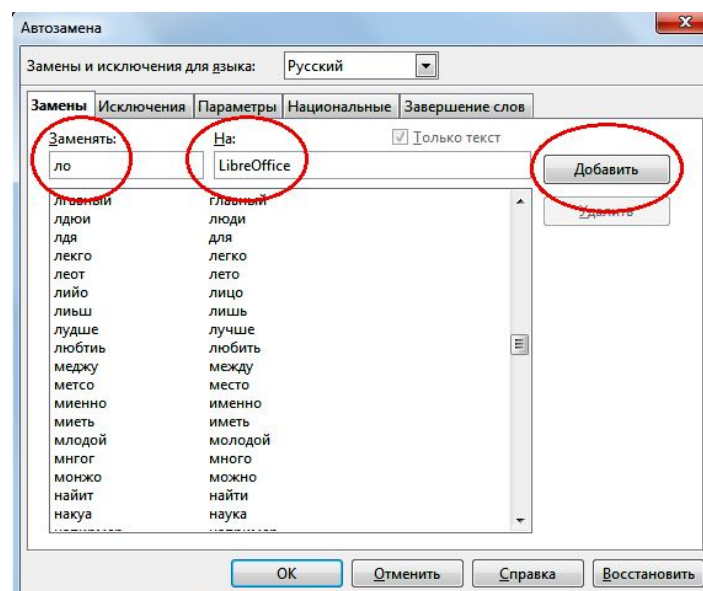 Автозамена
Замены и исключения для языка: Русский
Замены Исключения Параметры Национальные Завершение слов
Заменять: На: Только текст
ло LibreOffice Добавить
лгавный главный
Удалить
лдюи люди
лдя для
лекго легко
леот лето
лийо лицо
лиьш лишь
лудше лучше
любтиь любить
меджу между
метсо место
миенно именно
миеть иметь
млодой молодой
мнгог много
монжо можно
найит найти
накуа наука
ОК Отменить Справка Восстановить